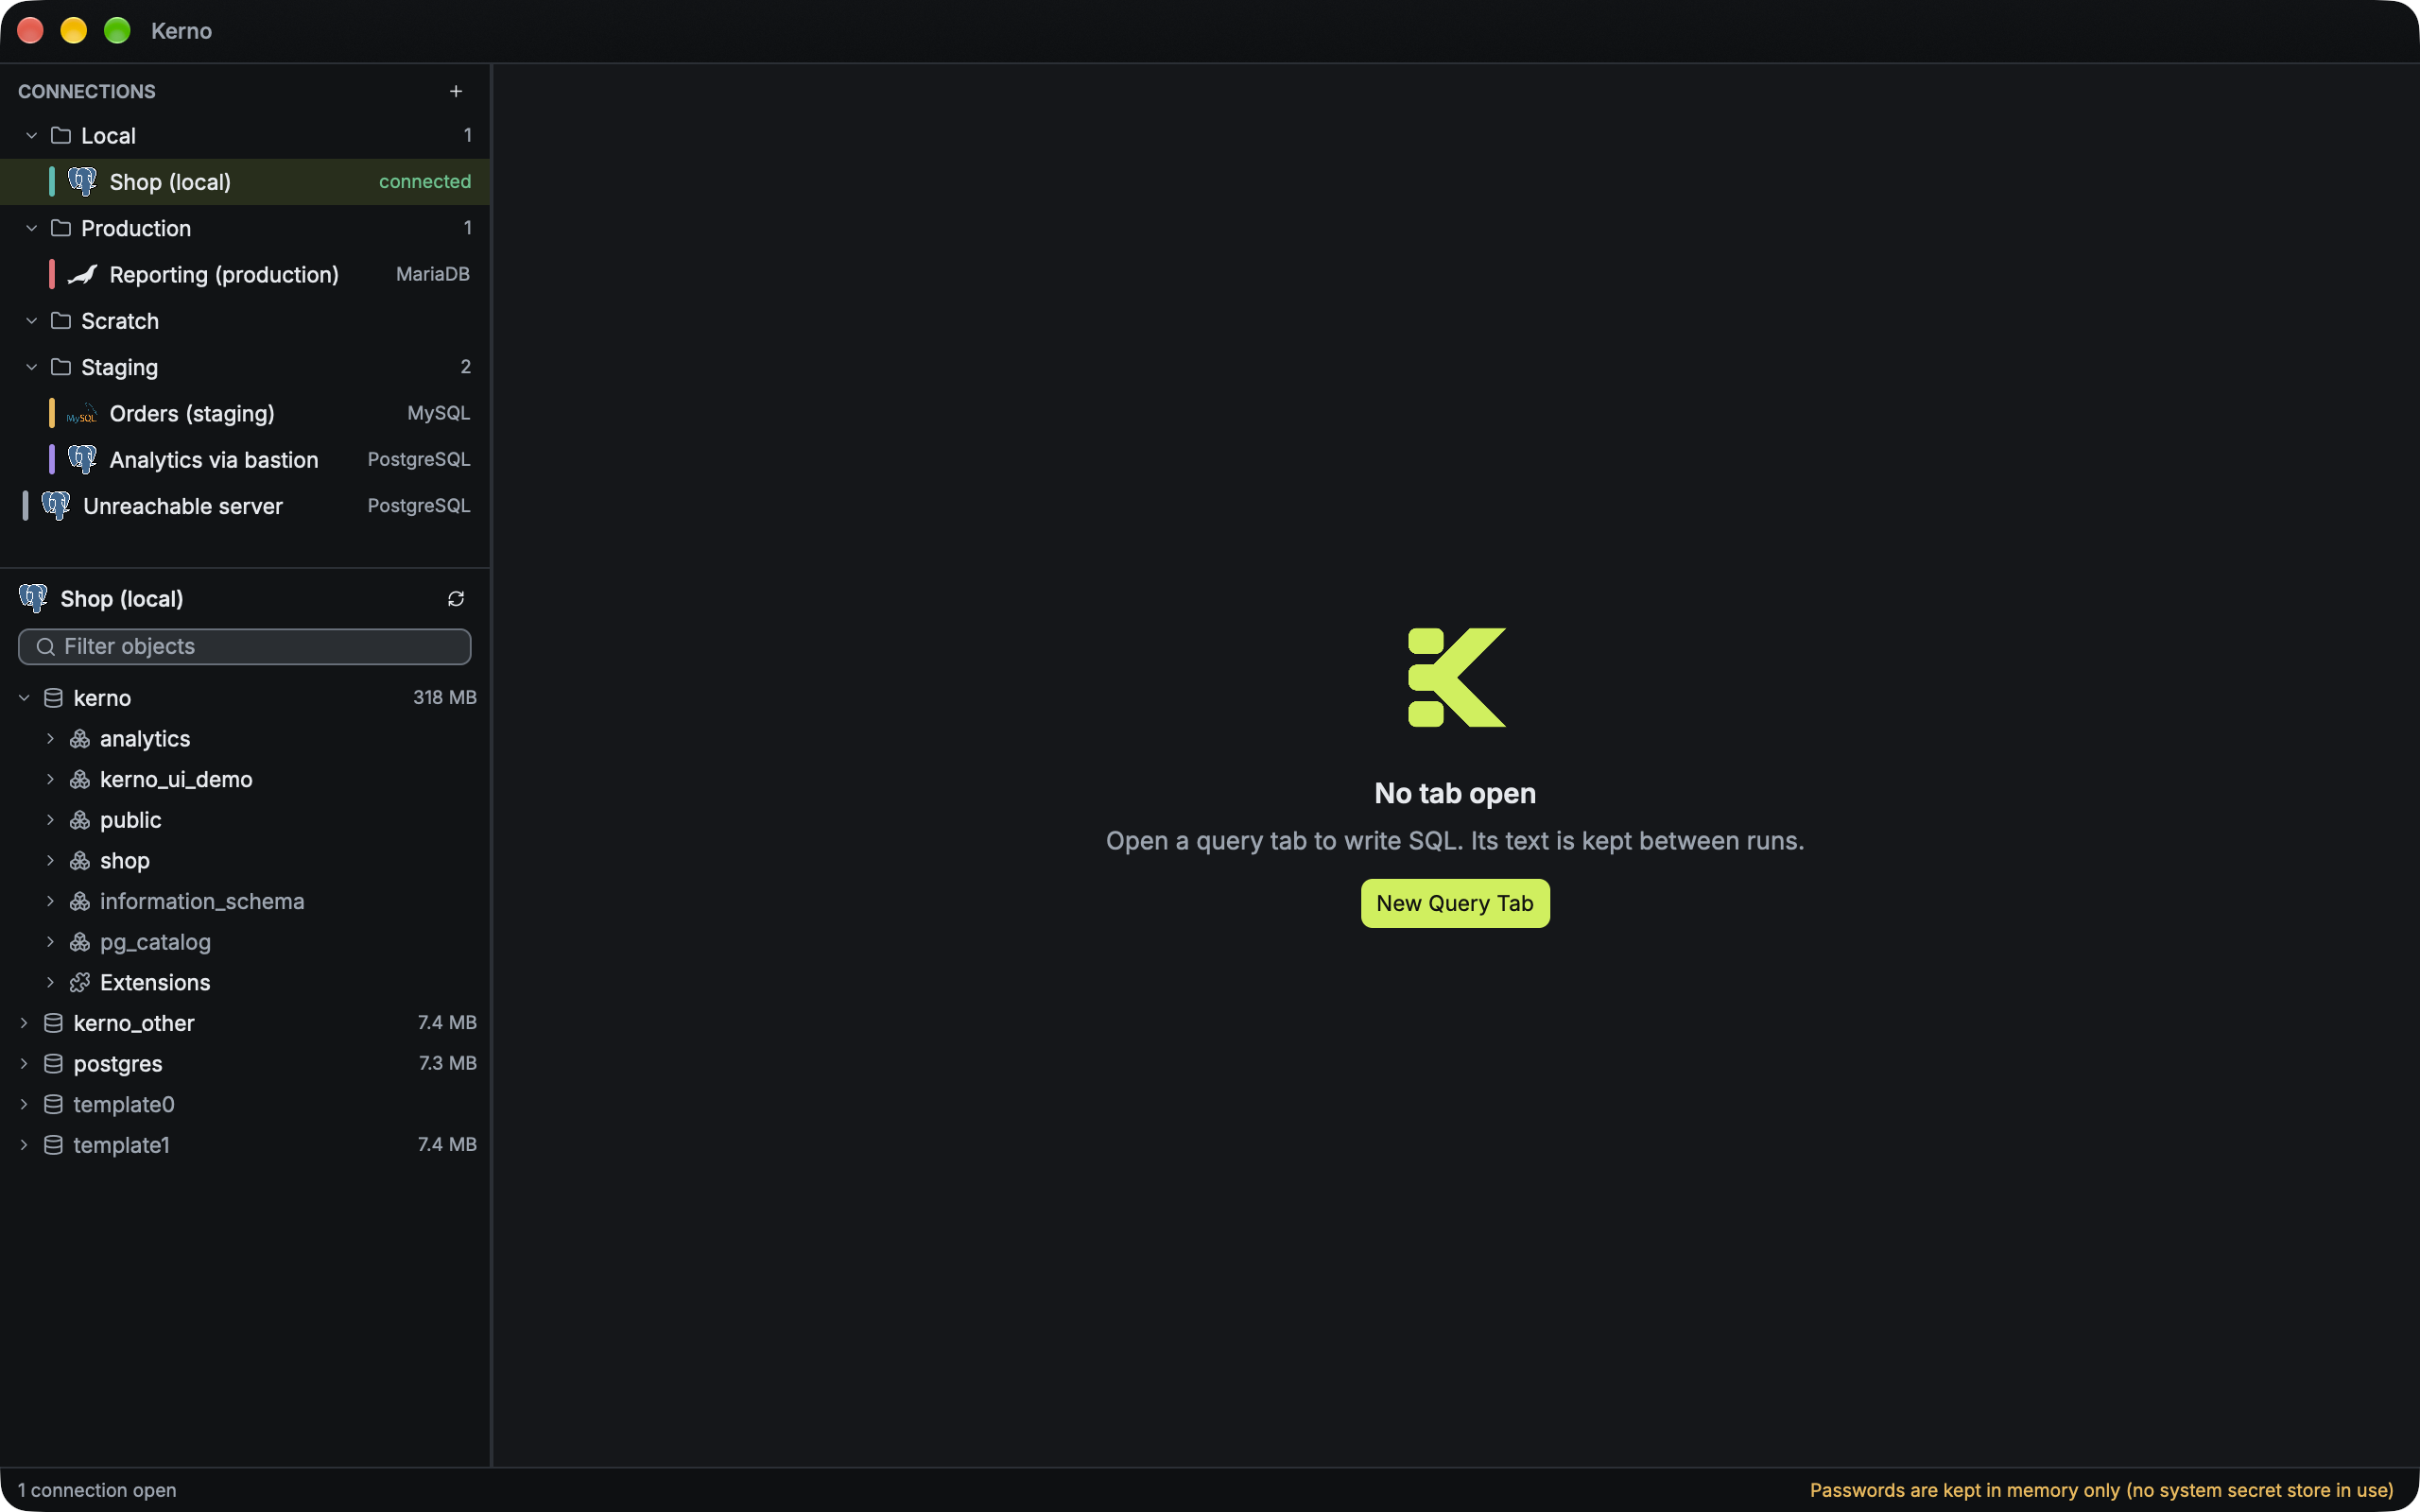 Kerno
CONNECTIONS
Local 1
Shop (local) connected
Production 1
Reporting (production) MariaDB
Scratch
Staging 2
MySQL Orders (staging) MySQL
Analytics via bastion PostgreSQL
Unreachable server PostgreSQL
Shop (local)
Filter objects
kerno 318 MB
analytics
kerno_ui_demo
public
shop
information_schema
pg_catalog
Extensions
kerno_other 7.4 MB
postgres 7.3 MB
template0
template1 7.4 MB
No tab open
Open a query tab to write SQL. Its text is kept between runs.
New Query Tab
1 connection open
Passwords are kept in memory only (no system secret store in use)